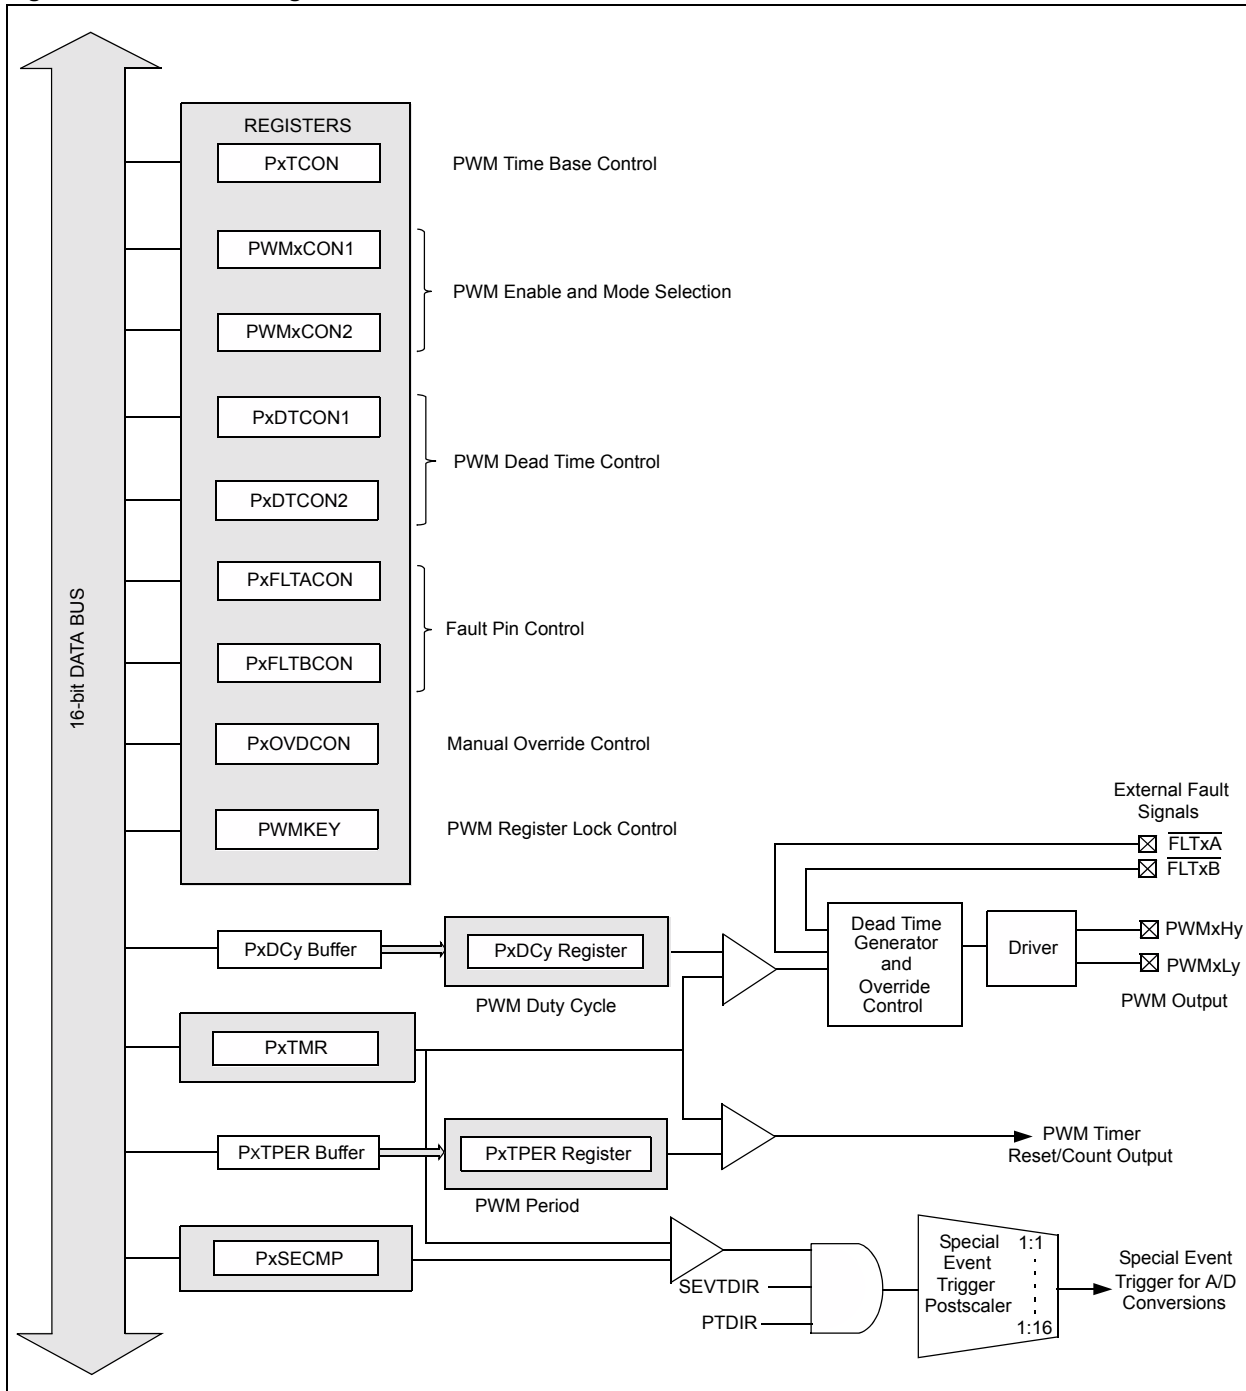 REGISTERS
PxTCON
PWM Time Base Control
PWMxCON1
PWM Enable and Mode Selection
PWMxCON2
PxDTCON1
PWM Dead Time Control
PxDTCON2
PxFLTACON
Fault Pin Control
PxFLTBCON
16-bit DATA BUS
PxOVDCON
Manual Override Control
PWMKEY
PWM Register Lock Control
External Fault
Signals
FLTxA
FLTxB
PxDCy Buffer
PxDCy Register
PWM Duty Cycle
Dead Time
Generator
and
Override
Control
Driver
PWMxHy
PWMxLy
PWM Output
PxTMR
PxTPER Buffer
PxTPER Register
PWM Period
PWM Timer
Reset/Count Output
PxSECMP
SEVTDIR
PTDIR
Special
Event
Trigger
Postscaler
1:1
1:16
Special Event
Trigger for A/D
Conversions